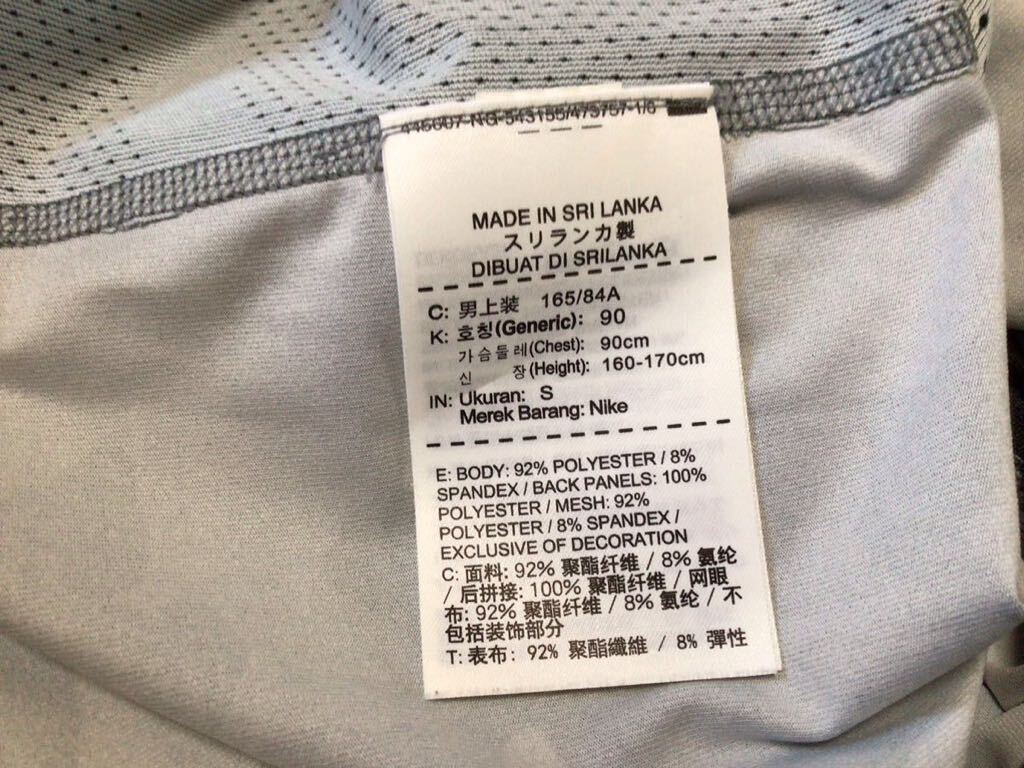 MADE IN SRI LANKA
スリランカ製
DIBUAT DI SRILANKA
C: 男上装 165/84A
K: 호칭(Generic): 90
가슴둘레(Chest): 90cm
신 장(Height): 160-170cm
IN: Ukuran: S
Merek Barang: Nike
E: BODY: 92% POLYESTER / 8%
SPANDEX / BACK PANELS: 100%
POLYESTER / MESH: 92%
POLYESTER / 8% SPANDEX /
EXCLUSIVE OF DECORATION
C: 面料: 92% 聚酯纤维 / 8% 氨纶
/ 后拼接: 100% 聚酯纤维 / 网眼
布: 92% 聚酯纤维 / 8% 氨纶 / 不
包括装饰部分
T: 表布: 92% 聚酯纖維 / 8% 彈性